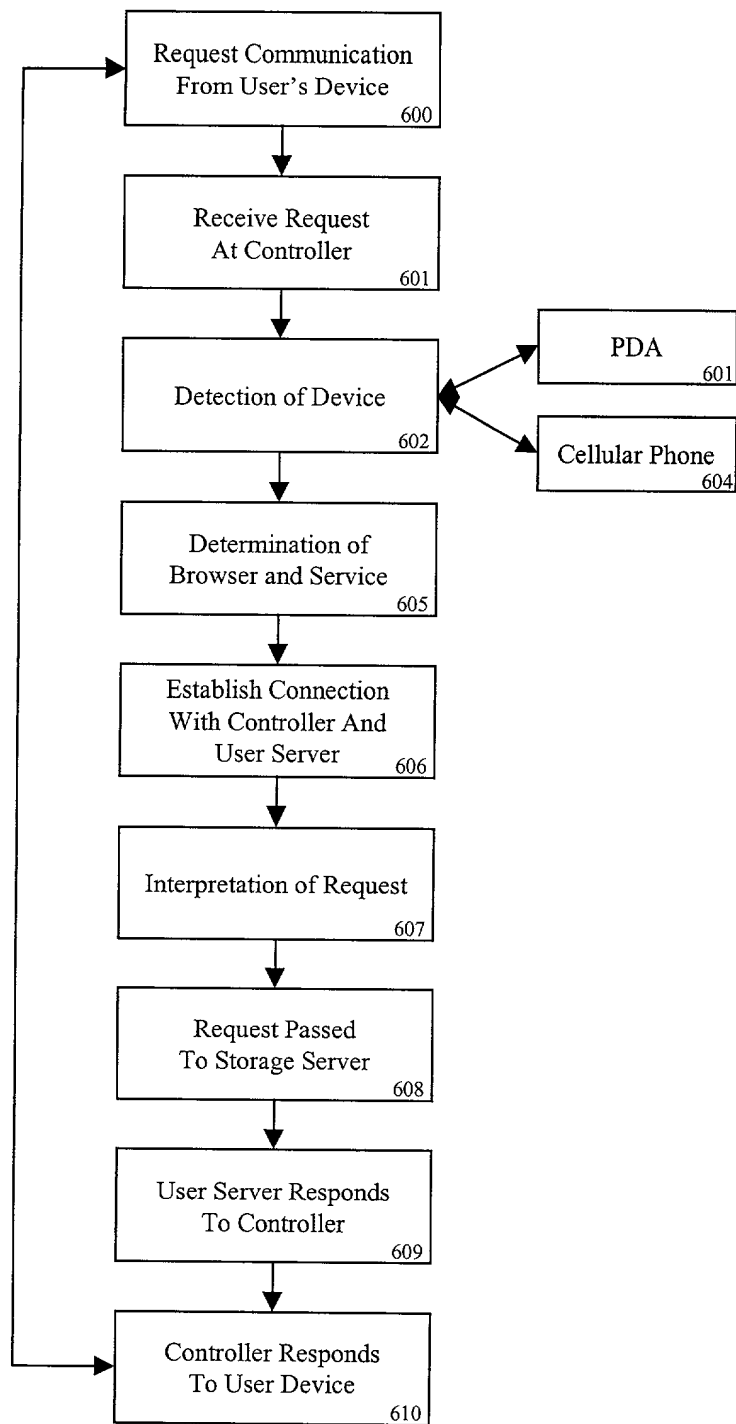 Request Communication
From User's Device
600
Receive Request
At Controller
601
Detection of Device
602
PDA
601
Cellular Phone
604
Determination of
Browser and Service
605
Establish Connection
With Controller And
User Server
606
Interpretation of Request
607
Request Passed
To Storage Server
608
User Server Responds
To Controller
609
Controller Responds
To User Device
610